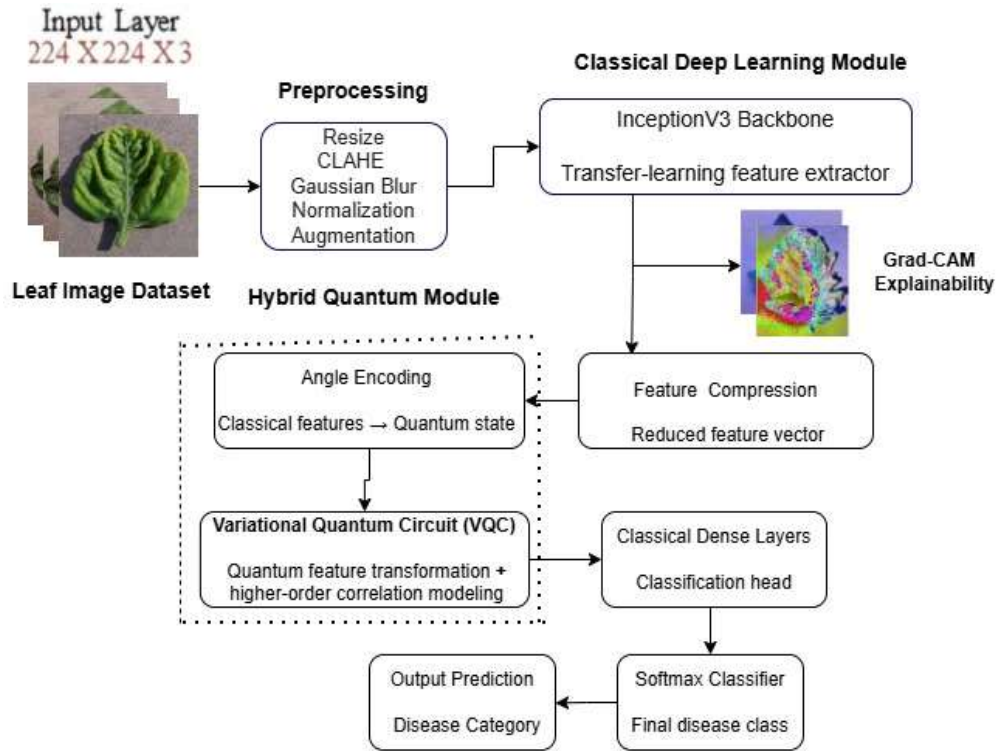 Input Layer
224 X 224 X 3
Leaf Image Dataset
Preprocessing
Resize
CLAHE
Gaussian Blur
Normalization
Augmentation
Classical Deep Learning Module
InceptionV3 Backbone
Transfer-learning feature extractor
Grad-CAM
Explainability
Feature Compression
Reduced feature vector
Hybrid Quantum Module
Angle Encoding
Classical features → Quantum state
Variational Quantum Circuit (VQC)
Quantum feature transformation +
higher-order correlation modeling
Classical Dense Layers
Classification head
Softmax Classifier
Final disease class
Output Prediction
Disease Category